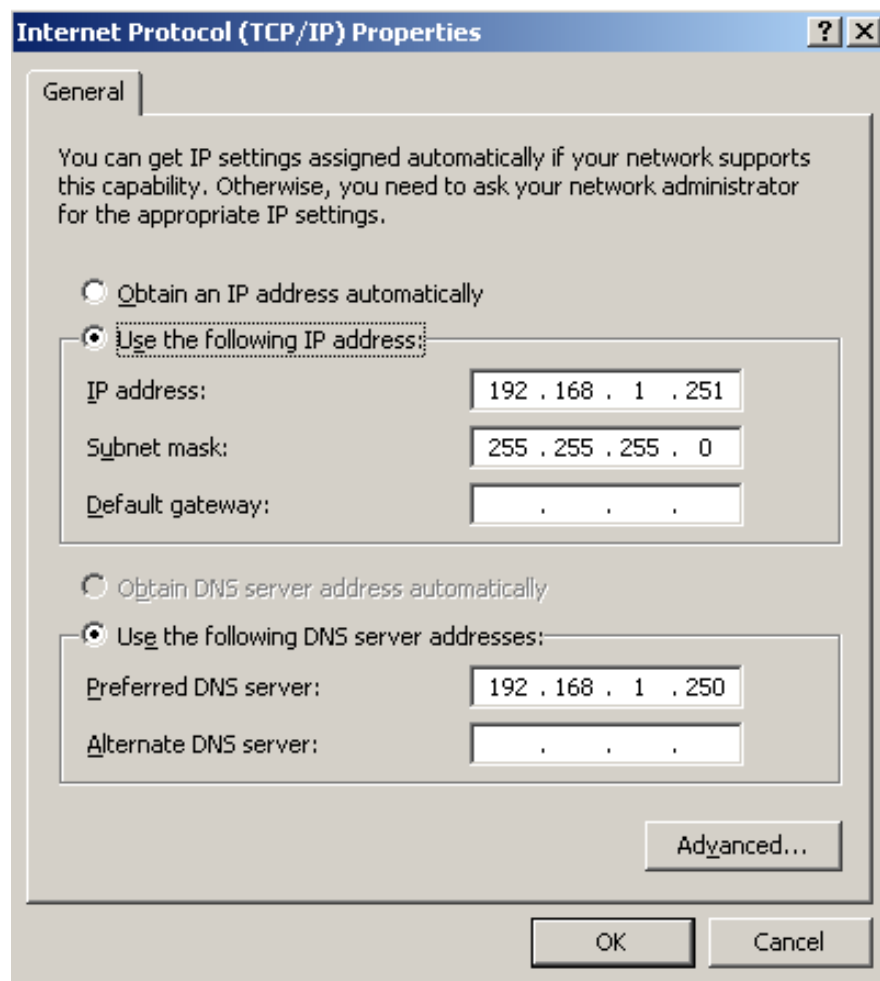 Internet Protocol (TCP/IP) Properties
General
You can get IP settings assigned automatically if your network supports
this capability. Otherwise, you need to ask your network administrator
for the appropriate IP settings.
Obtain an IP address automatically
Use the following IP address:
IP address: 192 . 168 . 1 . 251
Subnet mask: 255 . 255 . 255 . 0
Default gateway: . . .
Obtain DNS server address automatically
Use the following DNS server addresses:
Preferred DNS server: 192 . 168 . 1 . 250
Alternate DNS server: . . .
Advanced...
OK Cancel